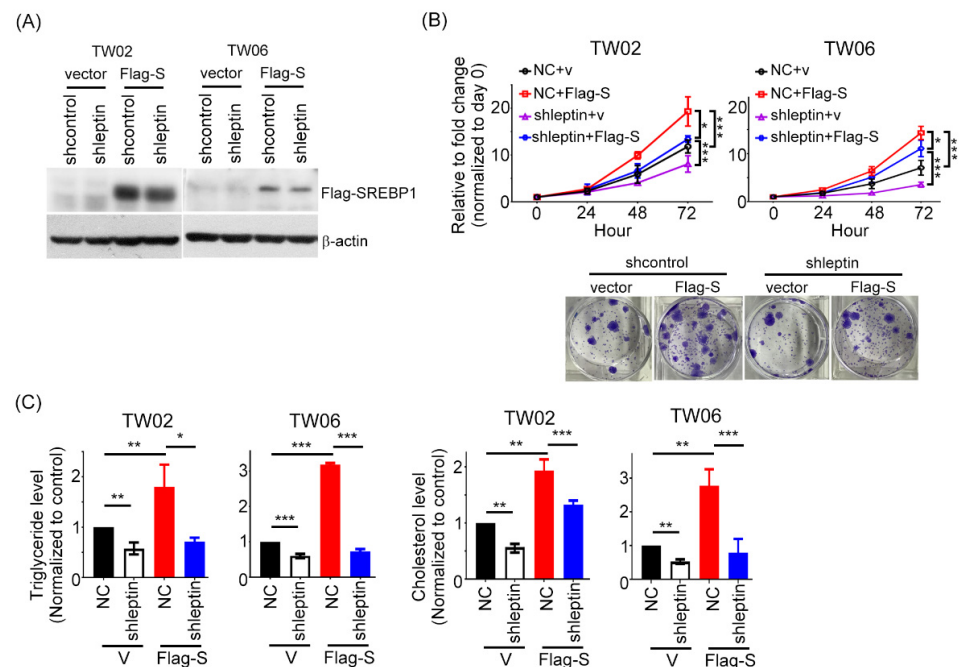 (A)
TW02
TW06
vector
Flag-S
vector
Flag-S
shcontrol
shleptin
shcontrol
shleptin
shcontrol
shleptin
shcontrol
shleptin
Flag-SREBP1
β-actin
(B)
TW02
TW06
Relative to fold change
(normalized to day 0)
NC+v
NC+Flag-S
shleptin+v
shleptin+Flag-S
20
10
0
0
24
48
72
Hour
*
***
***
NC+v
NC+Flag-S
shleptin+v
shleptin+Flag-S
20
10
0
0
24
48
72
Hour
*
***
***
shcontrol
shleptin
vector
Flag-S
vector
Flag-S
(C)
TW02
Triglyceride level
(Normalized to control)
2
1
0
**
**
*
NC
shleptin
NC
shleptin
V
Flag-S
TW06
3
2
1
0
***
***
***
NC
shleptin
NC
shleptin
V
Flag-S
TW02
Cholesterol level
(Normalized to control)
2
1
0
**
**
***
NC
shleptin
NC
shleptin
V
Flag-S
TW06
3
2
1
0
**
**
***
NC
shleptin
NC
shleptin
V
Flag-S